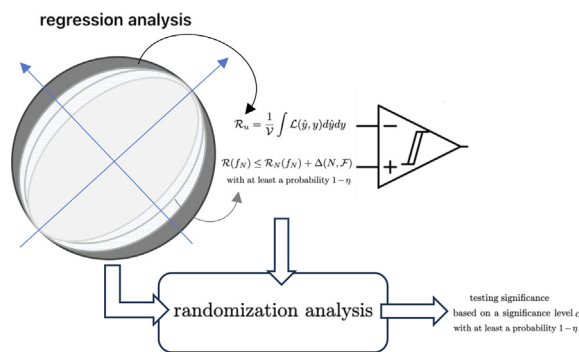 regression analysis
$\mathcal{R}_u = \frac{1}{\mathcal{V}} \int \mathcal{L}(\hat{y}, y) d\hat{y} dy$
−
$\mathcal{R}(f_N) \leq \mathcal{R}_N(f_N) + \Delta(N, \mathcal{F})$
+
with at least a probability 1−η
randomization analysis
testing significance
based on a significance level
with at least a probability 1−η